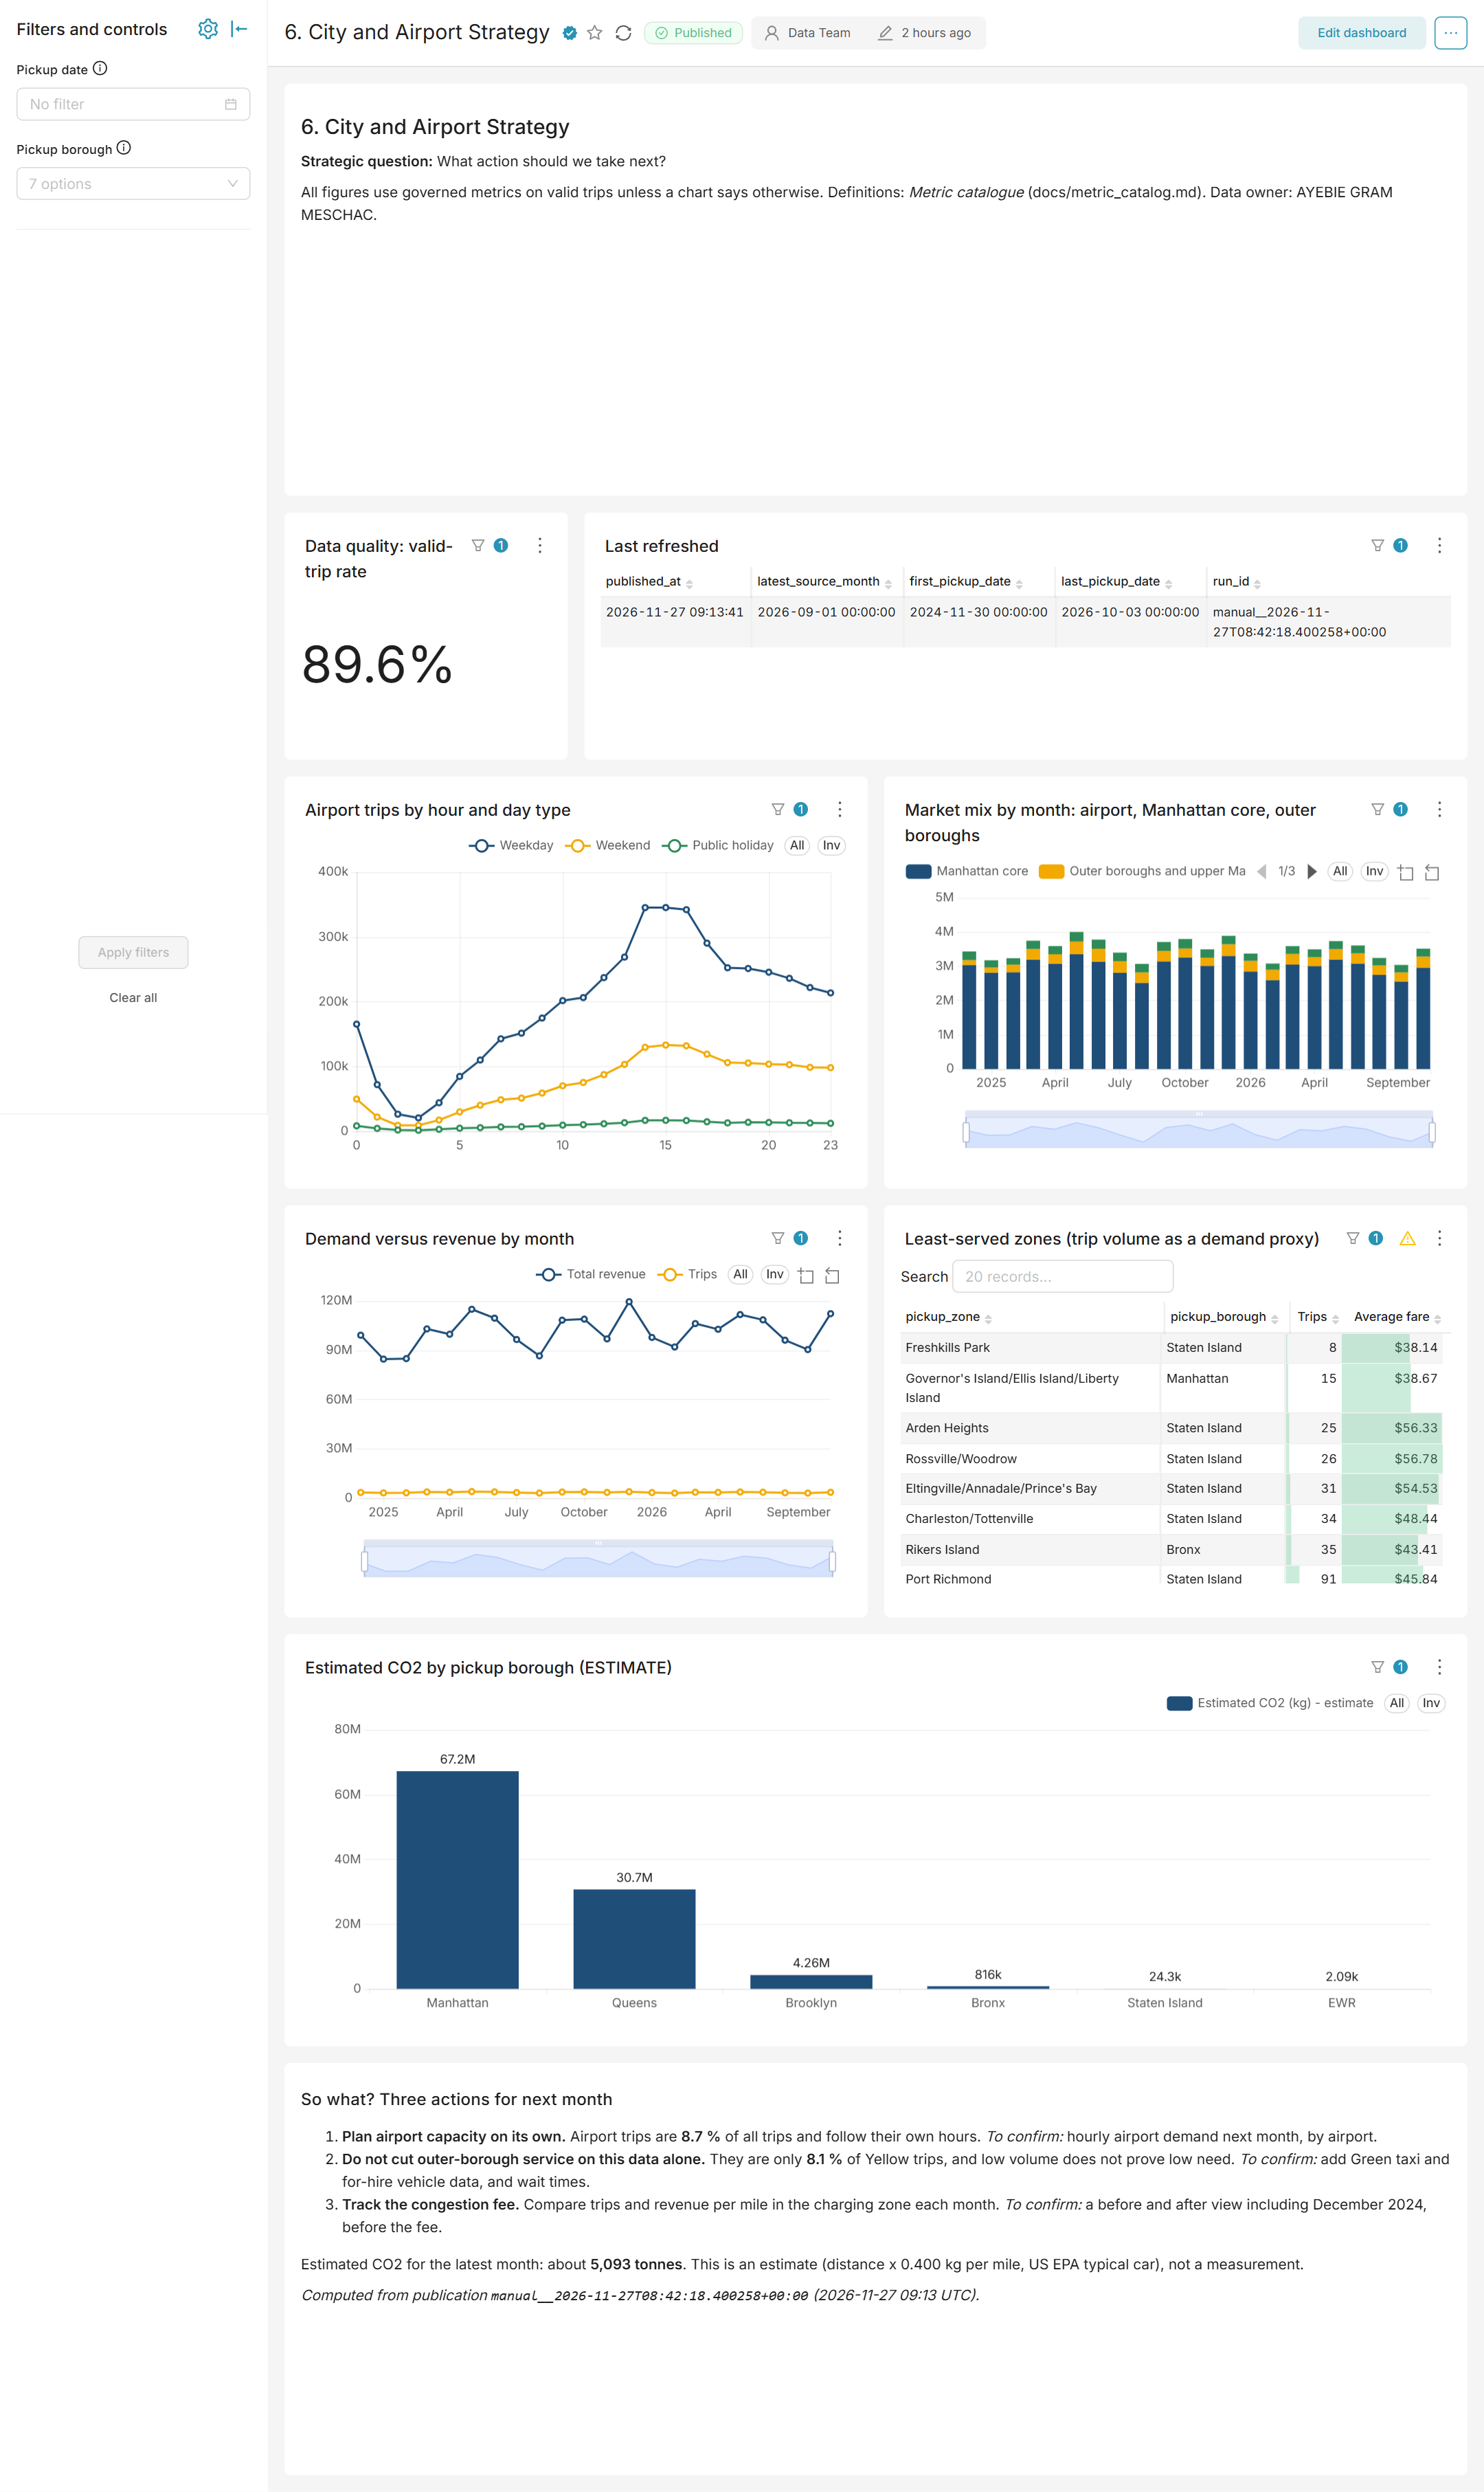 Filters and controls
Pickup date
No filter
Pickup borough
7 options
Apply filters
Clear all
6. City and Airport Strategy
Published
Data Team
2 hours ago
Edit dashboard
...
6. City and Airport Strategy
Strategic question: What action should we take next?
All figures use governed metrics on valid trips unless a chart says otherwise. Definitions: Metric catalogue (docs/metric_catalog.md). Data owner: AYEBIE GRAM
MESCHAC.
Data quality: valid-
trip rate
1
89.6%
Last refreshed
1
published_at latest_source_month first_pickup_date last_pickup_date run_id
2026-11-27 09:13:41 2026-09-01 00:00:00 2024-11-30 00:00:00 2026-10-03 00:00:00 manual__2026-11-
27T08:42:18.400258+00:00
Airport trips by hour and day type
1
Weekday Weekend Public holiday All Inv
400k
300k
200k
100k
0
0 5 10 15 20 23
Market mix by month: airport, Manhattan core, outer
boroughs
1
Manhattan core Outer boroughs and upper Ma 1/3 All Inv
5M
4M
3M
2M
1M
0
2025 April July October 2026 April September
Demand versus revenue by month
1
Total revenue Trips All Inv
120M
90M
60M
30M
0
2025 April July October 2026 April September
Least-served zones (trip volume as a demand proxy)
1
Search 20 records...
pickup_zone pickup_borough Trips Average fare
Freshkills Park Staten Island 8 $38.14
Governor's Island/Ellis Island/Liberty Manhattan 15 $38.67
Island
Arden Heights Staten Island 25 $56.33
Rossville/Woodrow Staten Island 26 $56.78
Eltingville/Annadale/Prince's Bay Staten Island 31 $54.53
Charleston/Tottenville Staten Island 34 $48.44
Rikers Island Bronx 35 $43.41
Port Richmond Staten Island 91 $45.84
Estimated CO2 by pickup borough (ESTIMATE)
1
Estimated CO2 (kg) - estimate All Inv
80M
60M
40M
20M
0
67.2M
30.7M
4.26M
816k
24.3k
2.09k
Manhattan Queens Brooklyn Bronx Staten Island EWR
So what? Three actions for next month
1. Plan airport capacity on its own. Airport trips are 8.7 % of all trips and follow their own hours. To confirm: hourly airport demand next month, by airport.
2. Do not cut outer-borough service on this data alone. They are only 8.1 % of Yellow trips, and low volume does not prove low need. To confirm: add Green taxi and
for-hire vehicle data, and wait times.
3. Track the congestion fee. Compare trips and revenue per mile in the charging zone each month. To confirm: a before and after view including December 2024,
before the fee.
Estimated CO2 for the latest month: about 5,093 tonnes. This is an estimate (distance x 0.400 kg per mile, US EPA typical car), not a measurement.
Computed from publication manual__2026-11-27T08:42:18.400258+00:00 (2026-11-27 09:13 UTC).